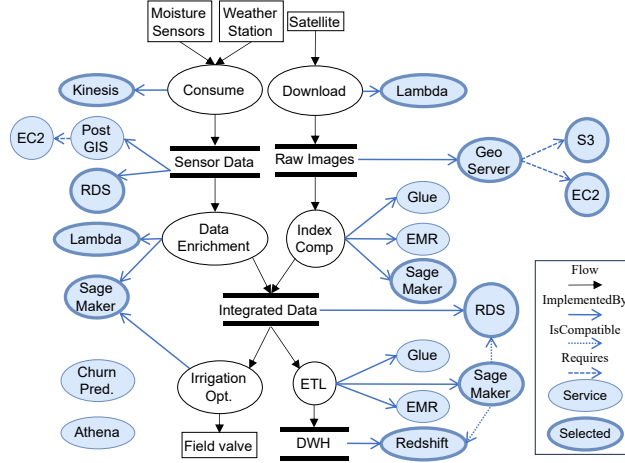 Moisture
Sensors
Weather
Station
Satellite
Kinesis
Consume
Download
Lambda
EC2
Post
GIS
Sensor Data
Raw Images
Geo
Server
S3
EC2
RDS
Glue
Lambda
Data
Enrichment
Index
Comp
EMR
Sage
Maker
Sage
Maker
Integrated Data
RDS
Flow
ImplementedBy
IsCompatible
Requires
Service
Selected
Churn
Pred.
Irrigation
Opt.
ETL
Glue
Sage
Maker
EMR
Athena
Field valve
DWH
Redshift